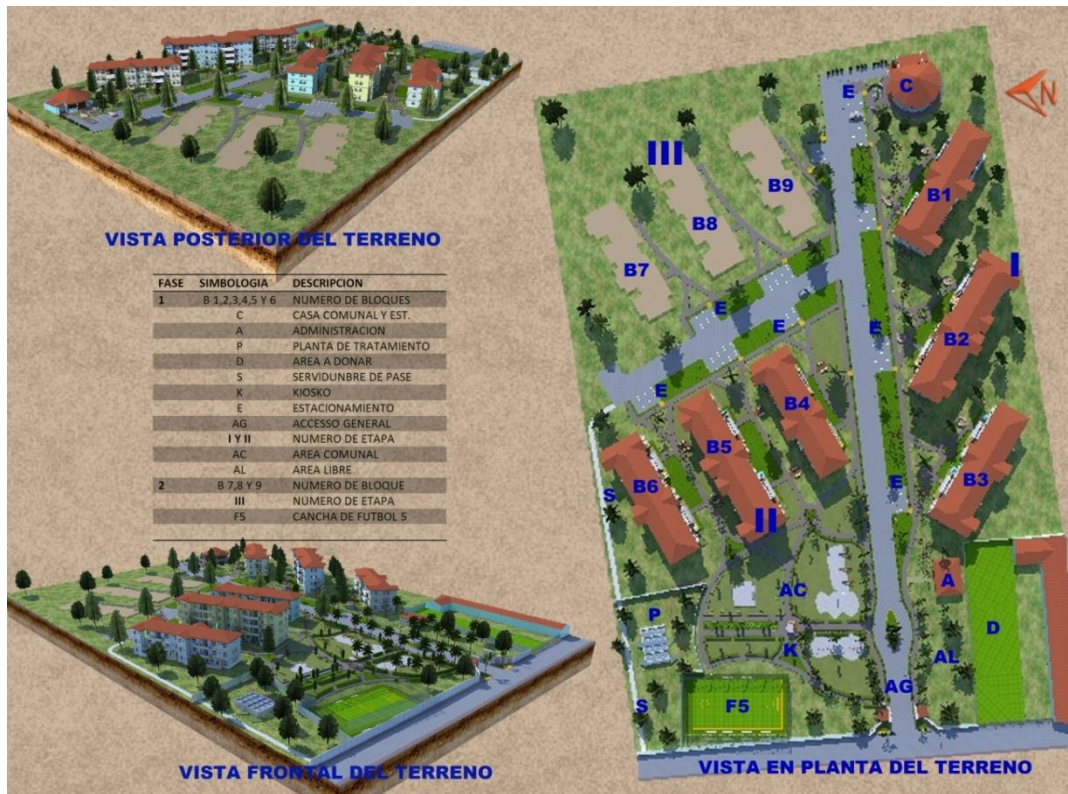 VISTA POSTERIOR DEL TERRENO
FASE SIMBOLOGIA DESCRIPCION
1 B 1,2,3,4,5 Y 6 NUMERO DE BLOQUES
C CASA COMUNAL Y EST.
A ADMINISTRACION
P PLANTA DE TRATAMIENTO
D AREA A DONAR
S SERVIDUNBRE DE PASE
K KIOSKO
E ESTACIONAMIENTO
AG ACCESSO GENERAL
I Y II NUMERO DE ETAPA
AC AREA COMUNAL
AL AREA LIBRE
2 B 7,8 Y 9 NUMERO DE BLOQUE
III NUMERO DE ETAPA
F5 CANCHA DE FUTBOL 5
VISTA FRONTAL DEL TERRENO
E
C
N
III
B9
B1
B8
B7
I
E
E
B2
E
B4
B5
B3
B6
E
S
II
AC
A
P
K
D
AL
AG
S
F5
VISTA EN PLANTA DEL TERRENO